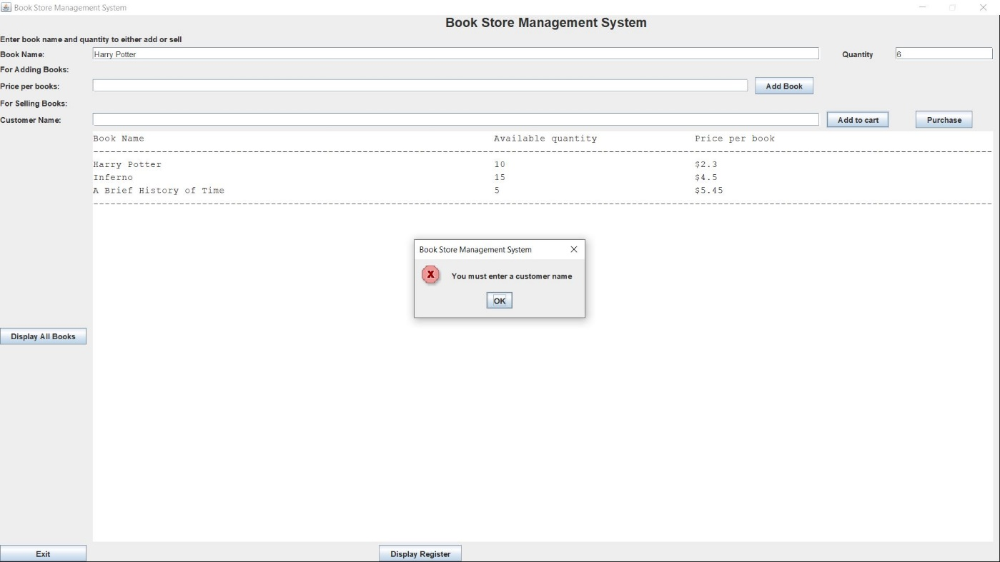 Book Store Management System
Book Store Management System
Enter book name and quantity to either add or sell
Book Name: Harry Potter Quantity 6
For Adding Books:
Price per books: Add Book
For Selling Books:
Customer Name: Add to cart Purchase
Book Name Available quantity Price per book
Harry Potter 10 $2.3
Inferno 15 $4.5
A Brief History of Time 5 $5.45
Book Store Management System
X You must enter a customer name
OK
Display All Books
Exit Display Register